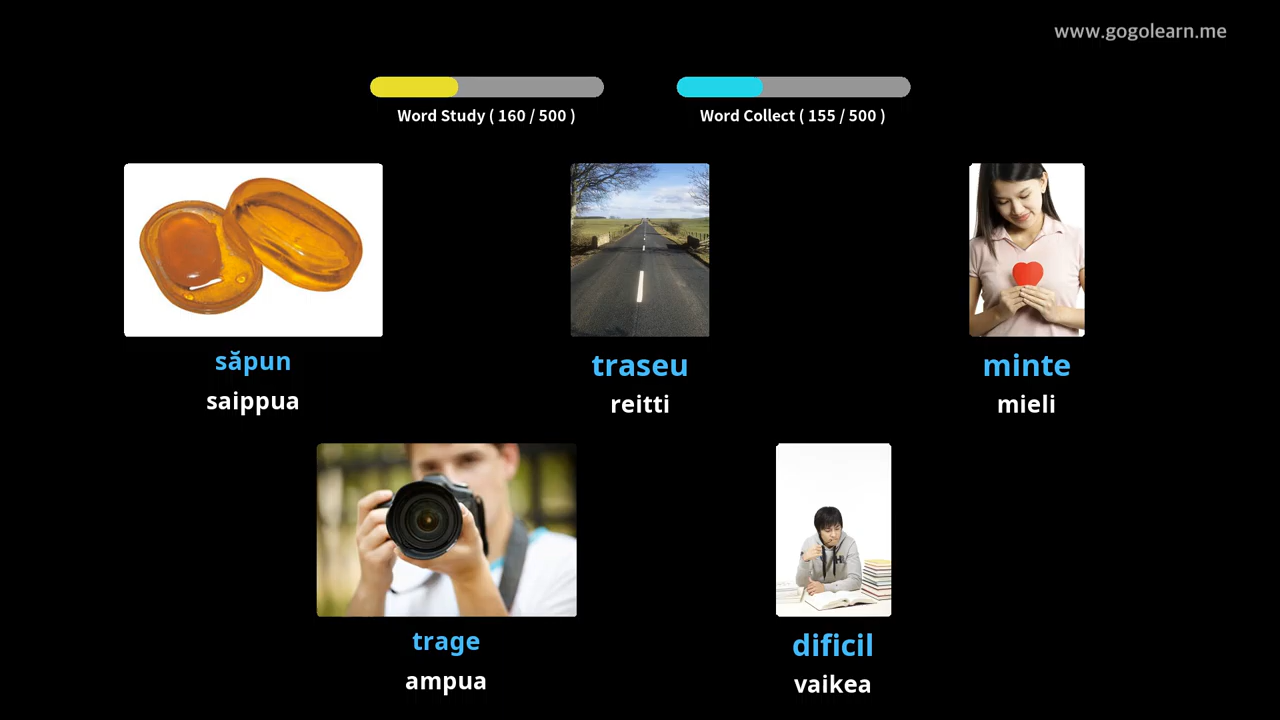 www.gogolearn.me
Word Study ( 160 / 500 )
Word Collect ( 155 / 500 )
săpun
saippua
traseu
reitti
minte
mieli
trage
ampua
dificil
vaikea